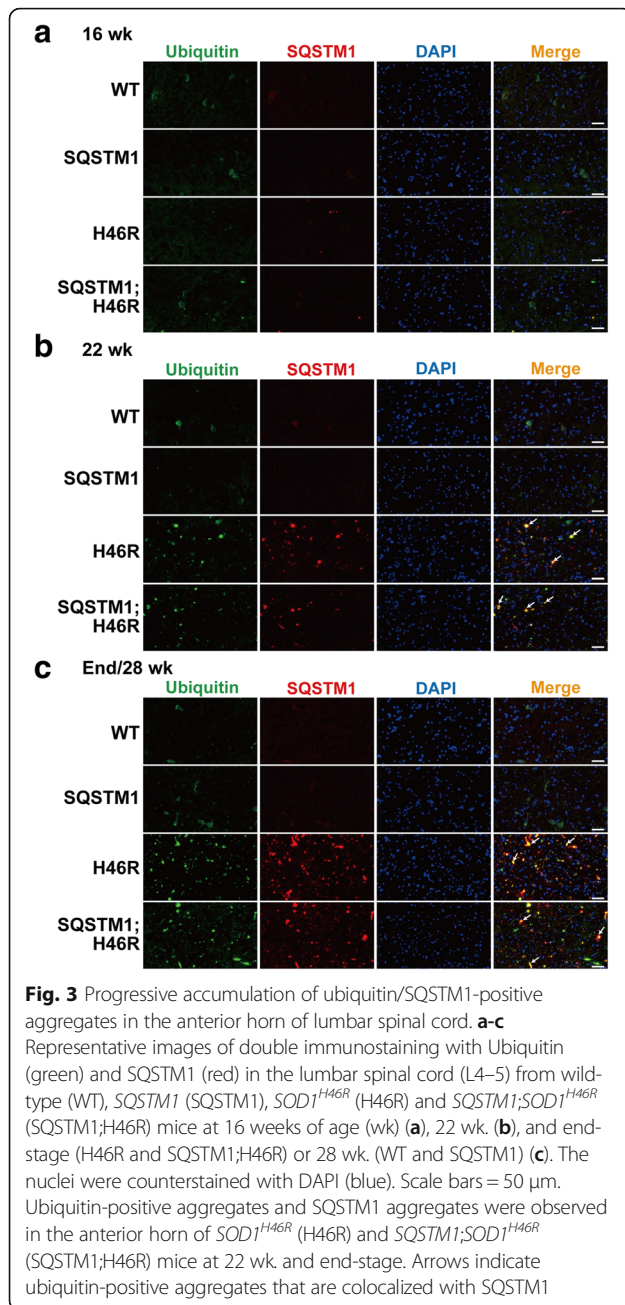 a 16 wk
Ubiquitin SQSTM1 DAPI Merge
WT
SQSTM1
H46R
SQSTM1;
H46R
b 22 wk
Ubiquitin SQSTM1 DAPI Merge
WT
SQSTM1
H46R
SQSTM1;
H46R
c End/28 wk
Ubiquitin SQSTM1 DAPI Merge
WT
SQSTM1
H46R
SQSTM1;
H46R
Fig. 3 Progressive accumulation of ubiquitin/SQSTM1-positive
aggregates in the anterior horn of lumbar spinal cord. a-c
Representative images of double immunostaining with Ubiquitin
(green) and SQSTM1 (red) in the lumbar spinal cord (L4–5) from wild-
type (WT), SQSTM1 (SQSTM1), SOD1H46R (H46R) and SQSTM1;SOD1H46R
(SQSTM1;H46R) mice at 16 weeks of age (wk) (a), 22 wk. (b), and end-
stage (H46R and SQSTM1;H46R) or 28 wk. (WT and SQSTM1) (c). The
nuclei were counterstained with DAPI (blue). Scale bars = 50 μm.
Ubiquitin-positive aggregates and SQSTM1 aggregates were observed
in the anterior horn of SOD1H46R (H46R) and SQSTM1;SOD1H46R
(SQSTM1;H46R) mice at 22 wk. and end-stage. Arrows indicate
ubiquitin-positive aggregates that are colocalized with SQSTM1